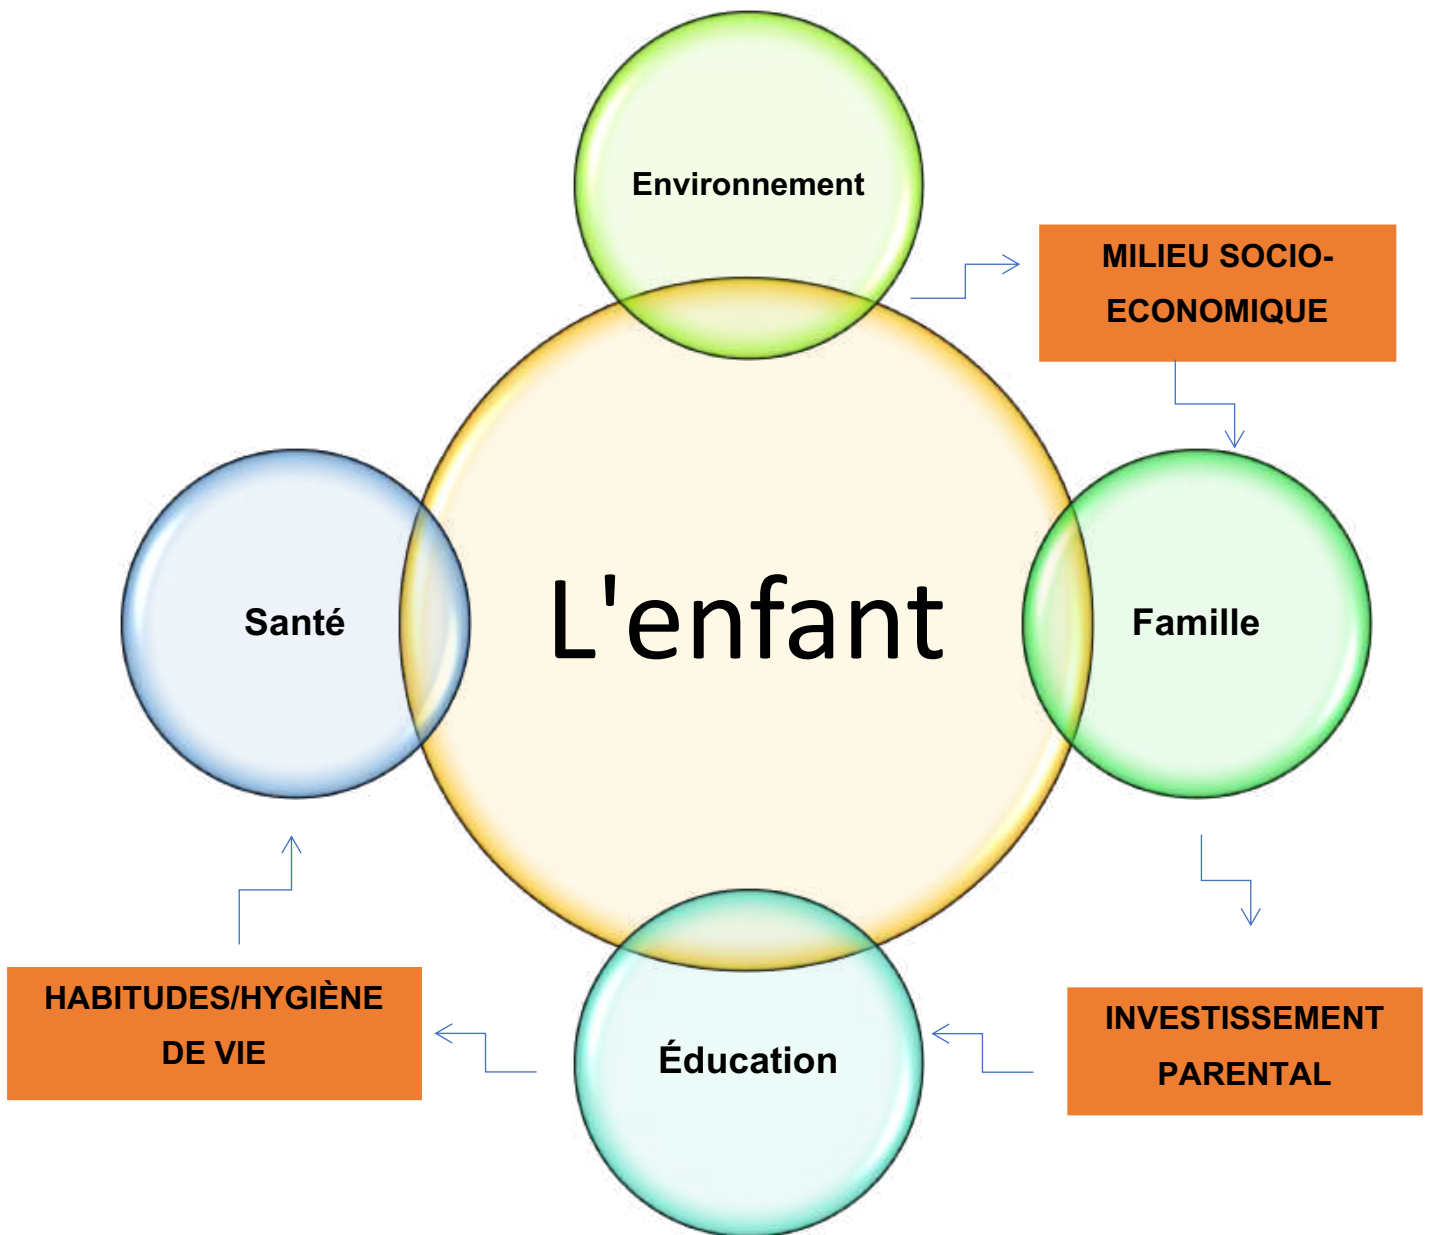 Environnement
MILIEU SOCIO-
ECONOMIQUE
Santé
L'enfant
Famille
HABITUDES/HYGIÈNE
DE VIE
Éducation
INVESTISSEMENT
PARENTAL